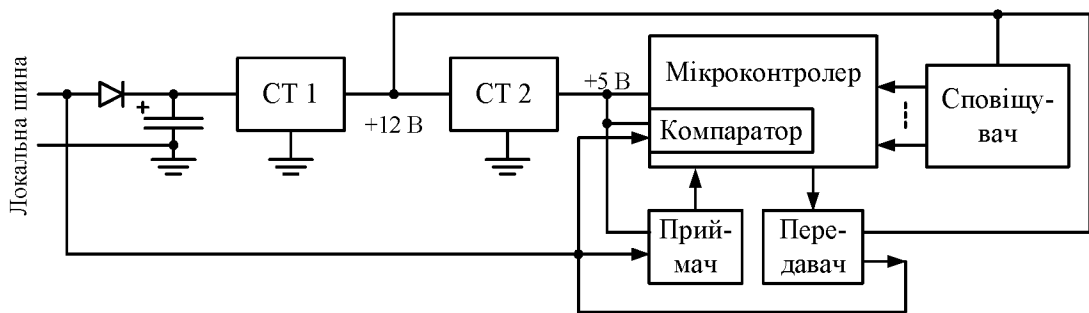 Локальна шина
СТ 1
+12 В
СТ 2
+5 В
Мікроконтролер
Компаратор
Сповіщу-
вач
Прий-
мач
Пере-
давач
+